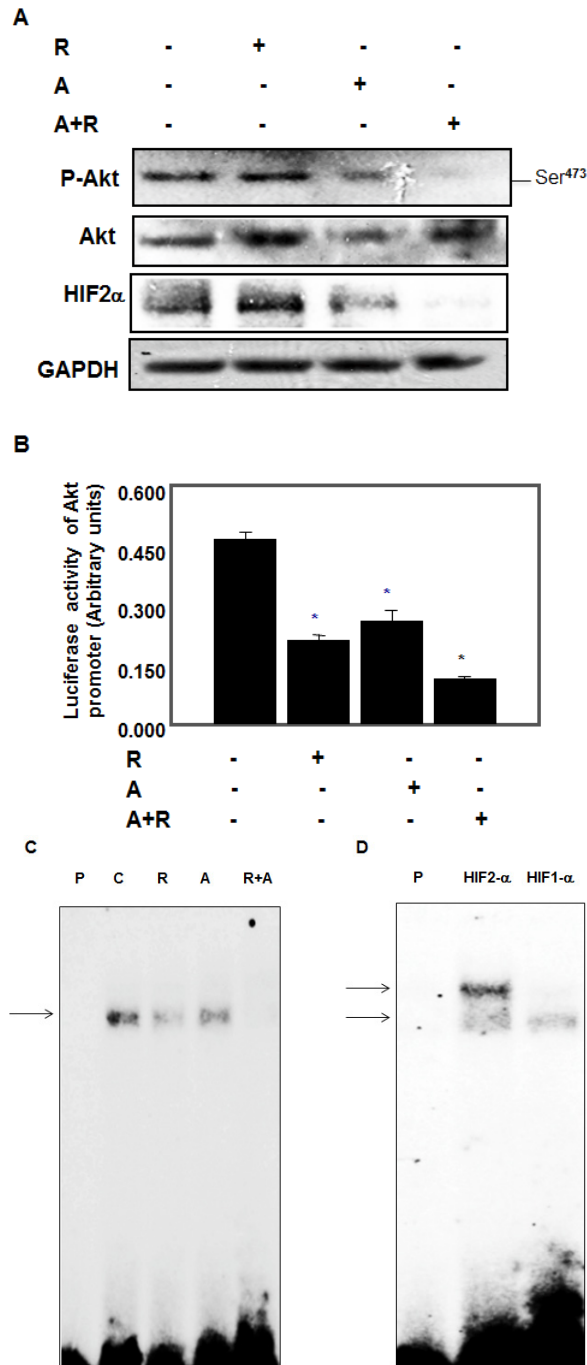 A
R - + - -
A - - + -
A+R - - - +
P-Akt Ser473
Akt
HIF2α
GAPDH
B
Luciferase activity of Akt
promoter (Arbitrary units)
0.600
0.450
0.300
0.150
0.000
* * *
R - + - -
A - - + -
A+R - - - +
C
P C R A R+A
D
P HIF2-α HIF1-α